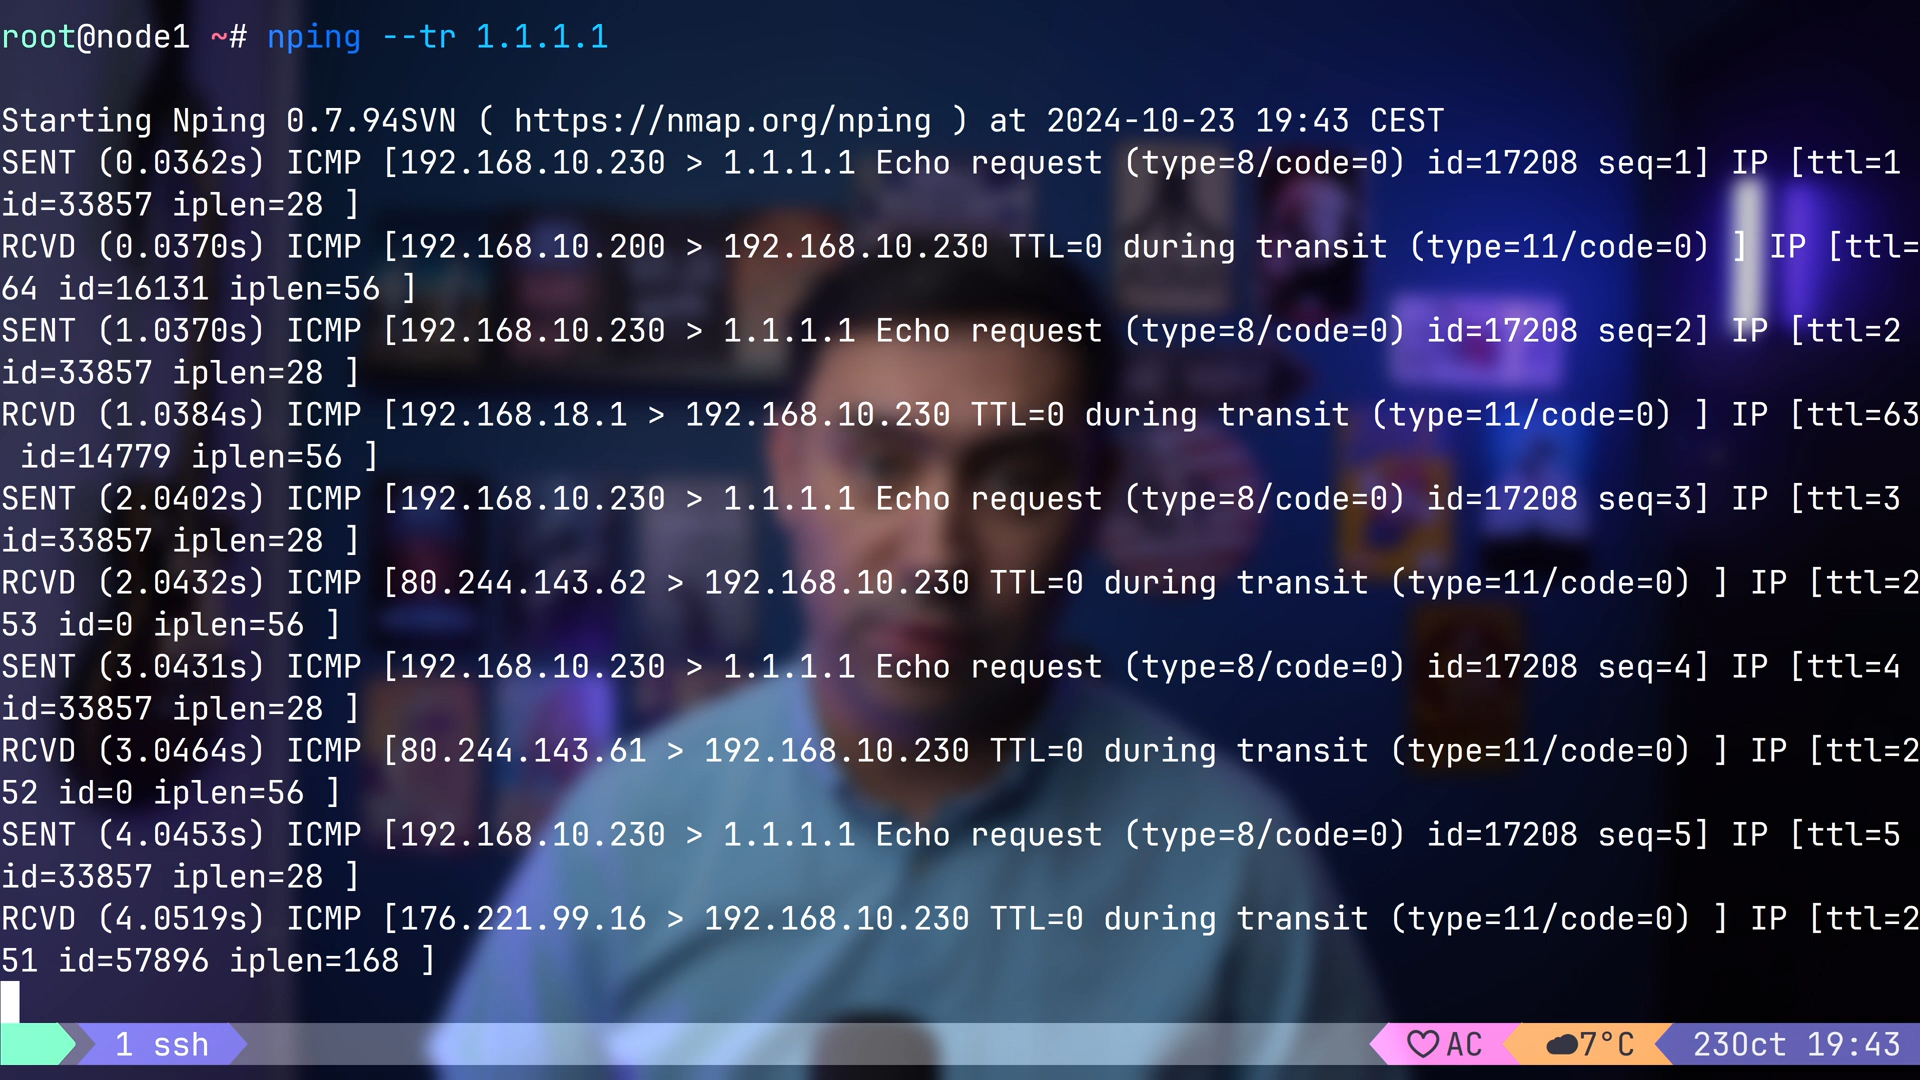 root@node1 ~# nping --tr 1.1.1.1
Starting Nping 0.7.94SVN ( https://nmap.org/nping ) at 2024-10-23 19:43 CEST
SENT (0.0362s) ICMP [192.168.10.230 > 1.1.1.1 Echo request (type=8/code=0) id=17208 seq=1] IP [ttl=1
id=33857 iplen=28 ]
RCVD (0.0370s) ICMP [192.168.10.200 > 192.168.10.230 TTL=0 during transit (type=11/code=0) ] IP [ttl=
64 id=16131 iplen=56 ]
SENT (1.0370s) ICMP [192.168.10.230 > 1.1.1.1 Echo request (type=8/code=0) id=17208 seq=2] IP [ttl=2
id=33857 iplen=28 ]
RCVD (1.0384s) ICMP [192.168.18.1 > 192.168.10.230 TTL=0 during transit (type=11/code=0) ] IP [ttl=63
id=14779 iplen=56 ]
SENT (2.0402s) ICMP [192.168.10.230 > 1.1.1.1 Echo request (type=8/code=0) id=17208 seq=3] IP [ttl=3
id=33857 iplen=28 ]
RCVD (2.0432s) ICMP [80.244.143.62 > 192.168.10.230 TTL=0 during transit (type=11/code=0) ] IP [ttl=2
53 id=0 iplen=56 ]
SENT (3.0431s) ICMP [192.168.10.230 > 1.1.1.1 Echo request (type=8/code=0) id=17208 seq=4] IP [ttl=4
id=33857 iplen=28 ]
RCVD (3.0464s) ICMP [80.244.143.61 > 192.168.10.230 TTL=0 during transit (type=11/code=0) ] IP [ttl=2
52 id=0 iplen=56 ]
SENT (4.0453s) ICMP [192.168.10.230 > 1.1.1.1 Echo request (type=8/code=0) id=17208 seq=5] IP [ttl=5
id=33857 iplen=28 ]
RCVD (4.0519s) ICMP [176.221.99.16 > 192.168.10.230 TTL=0 during transit (type=11/code=0) ] IP [ttl=2
51 id=57896 iplen=168 ]
1 ssh
AC
7°C
23Oct 19:43